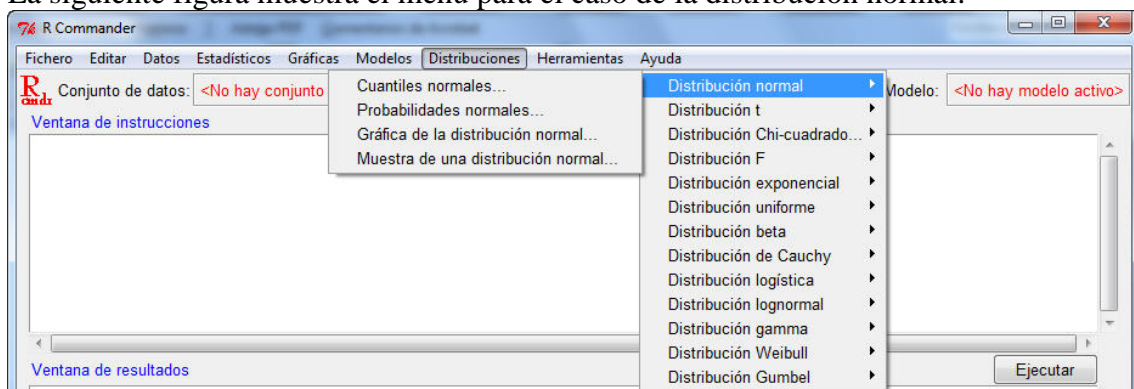 La siguiente figura muestra el menú para el caso de la distribución normal.
R Commander
Fichero Editar Datos Estadísticos Gráficas Modelos Distribuciones Herramientas Ayuda
R cmdr Conjunto de datos: <No hay conjunto
Modelo: <No hay modelo activo>
Ventana de instrucciones
Cuantiles normales...
Probabilidades normales...
Gráfica de la distribución normal...
Muestra de una distribución normal...
Distribución normal
Distribución t
Distribución Chi-cuadrado...
Distribución F
Distribución exponencial
Distribución uniforme
Distribución beta
Distribución de Cauchy
Distribución logística
Distribución lognormal
Distribución gamma
Distribución Weibull
Distribución Gumbel
Ventana de resultados
Ejecutar